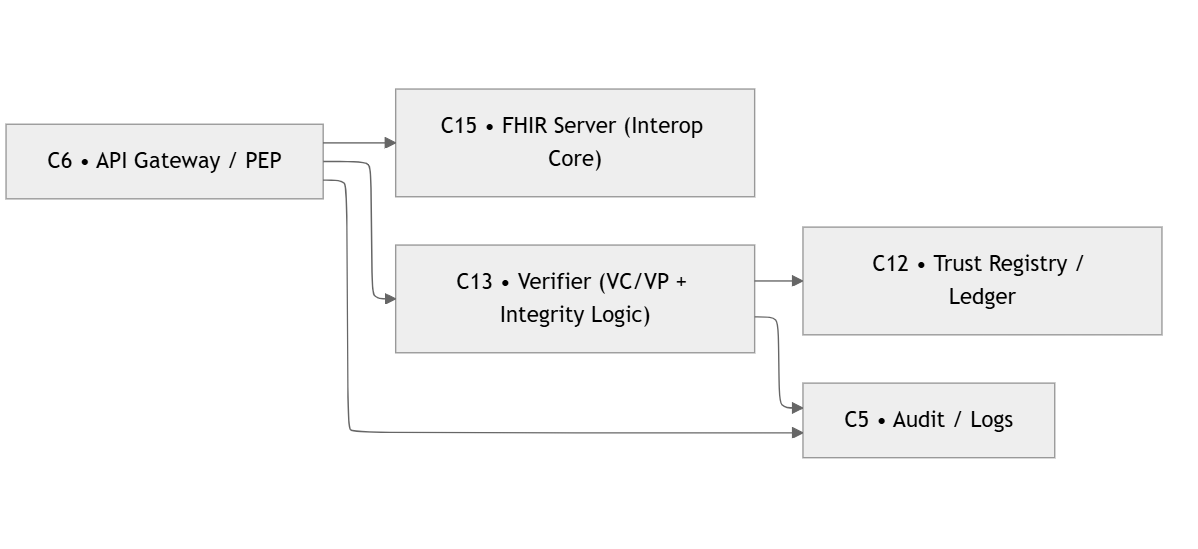 C6 • API Gateway / PEP
C15 • FHIR Server (Interop
Core)
C13 • Verifier (VC/VP +
Integrity Logic)
C12 • Trust Registry /
Ledger
C5 • Audit / Logs